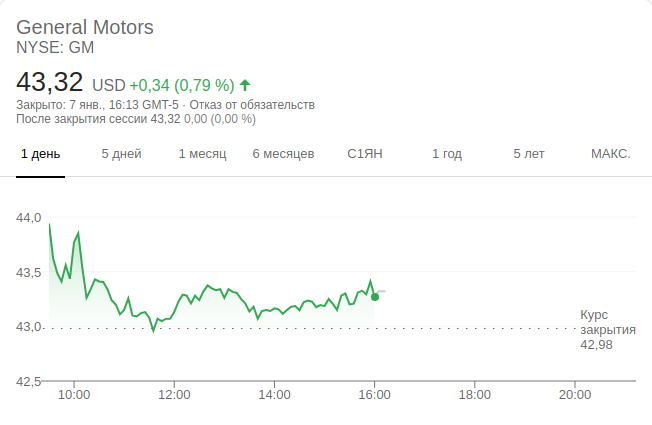 General Motors
NYSE: GM
43,32 USD +0,34 (0,79 %)
Закрыто: 7 янв., 16:13 GMT-5 · Отказ от обязательств
После закрытия сессии 43,32 0,00 (0,00 %)
1 день 5 дней 1 месяц 6 месяцев С1ЯН 1 год 5 лет МАКС.
44,0
43,5
43,0
42,5
Курс
закрытия
42,98
10:00 12:00 14:00 16:00 18:00 20:00